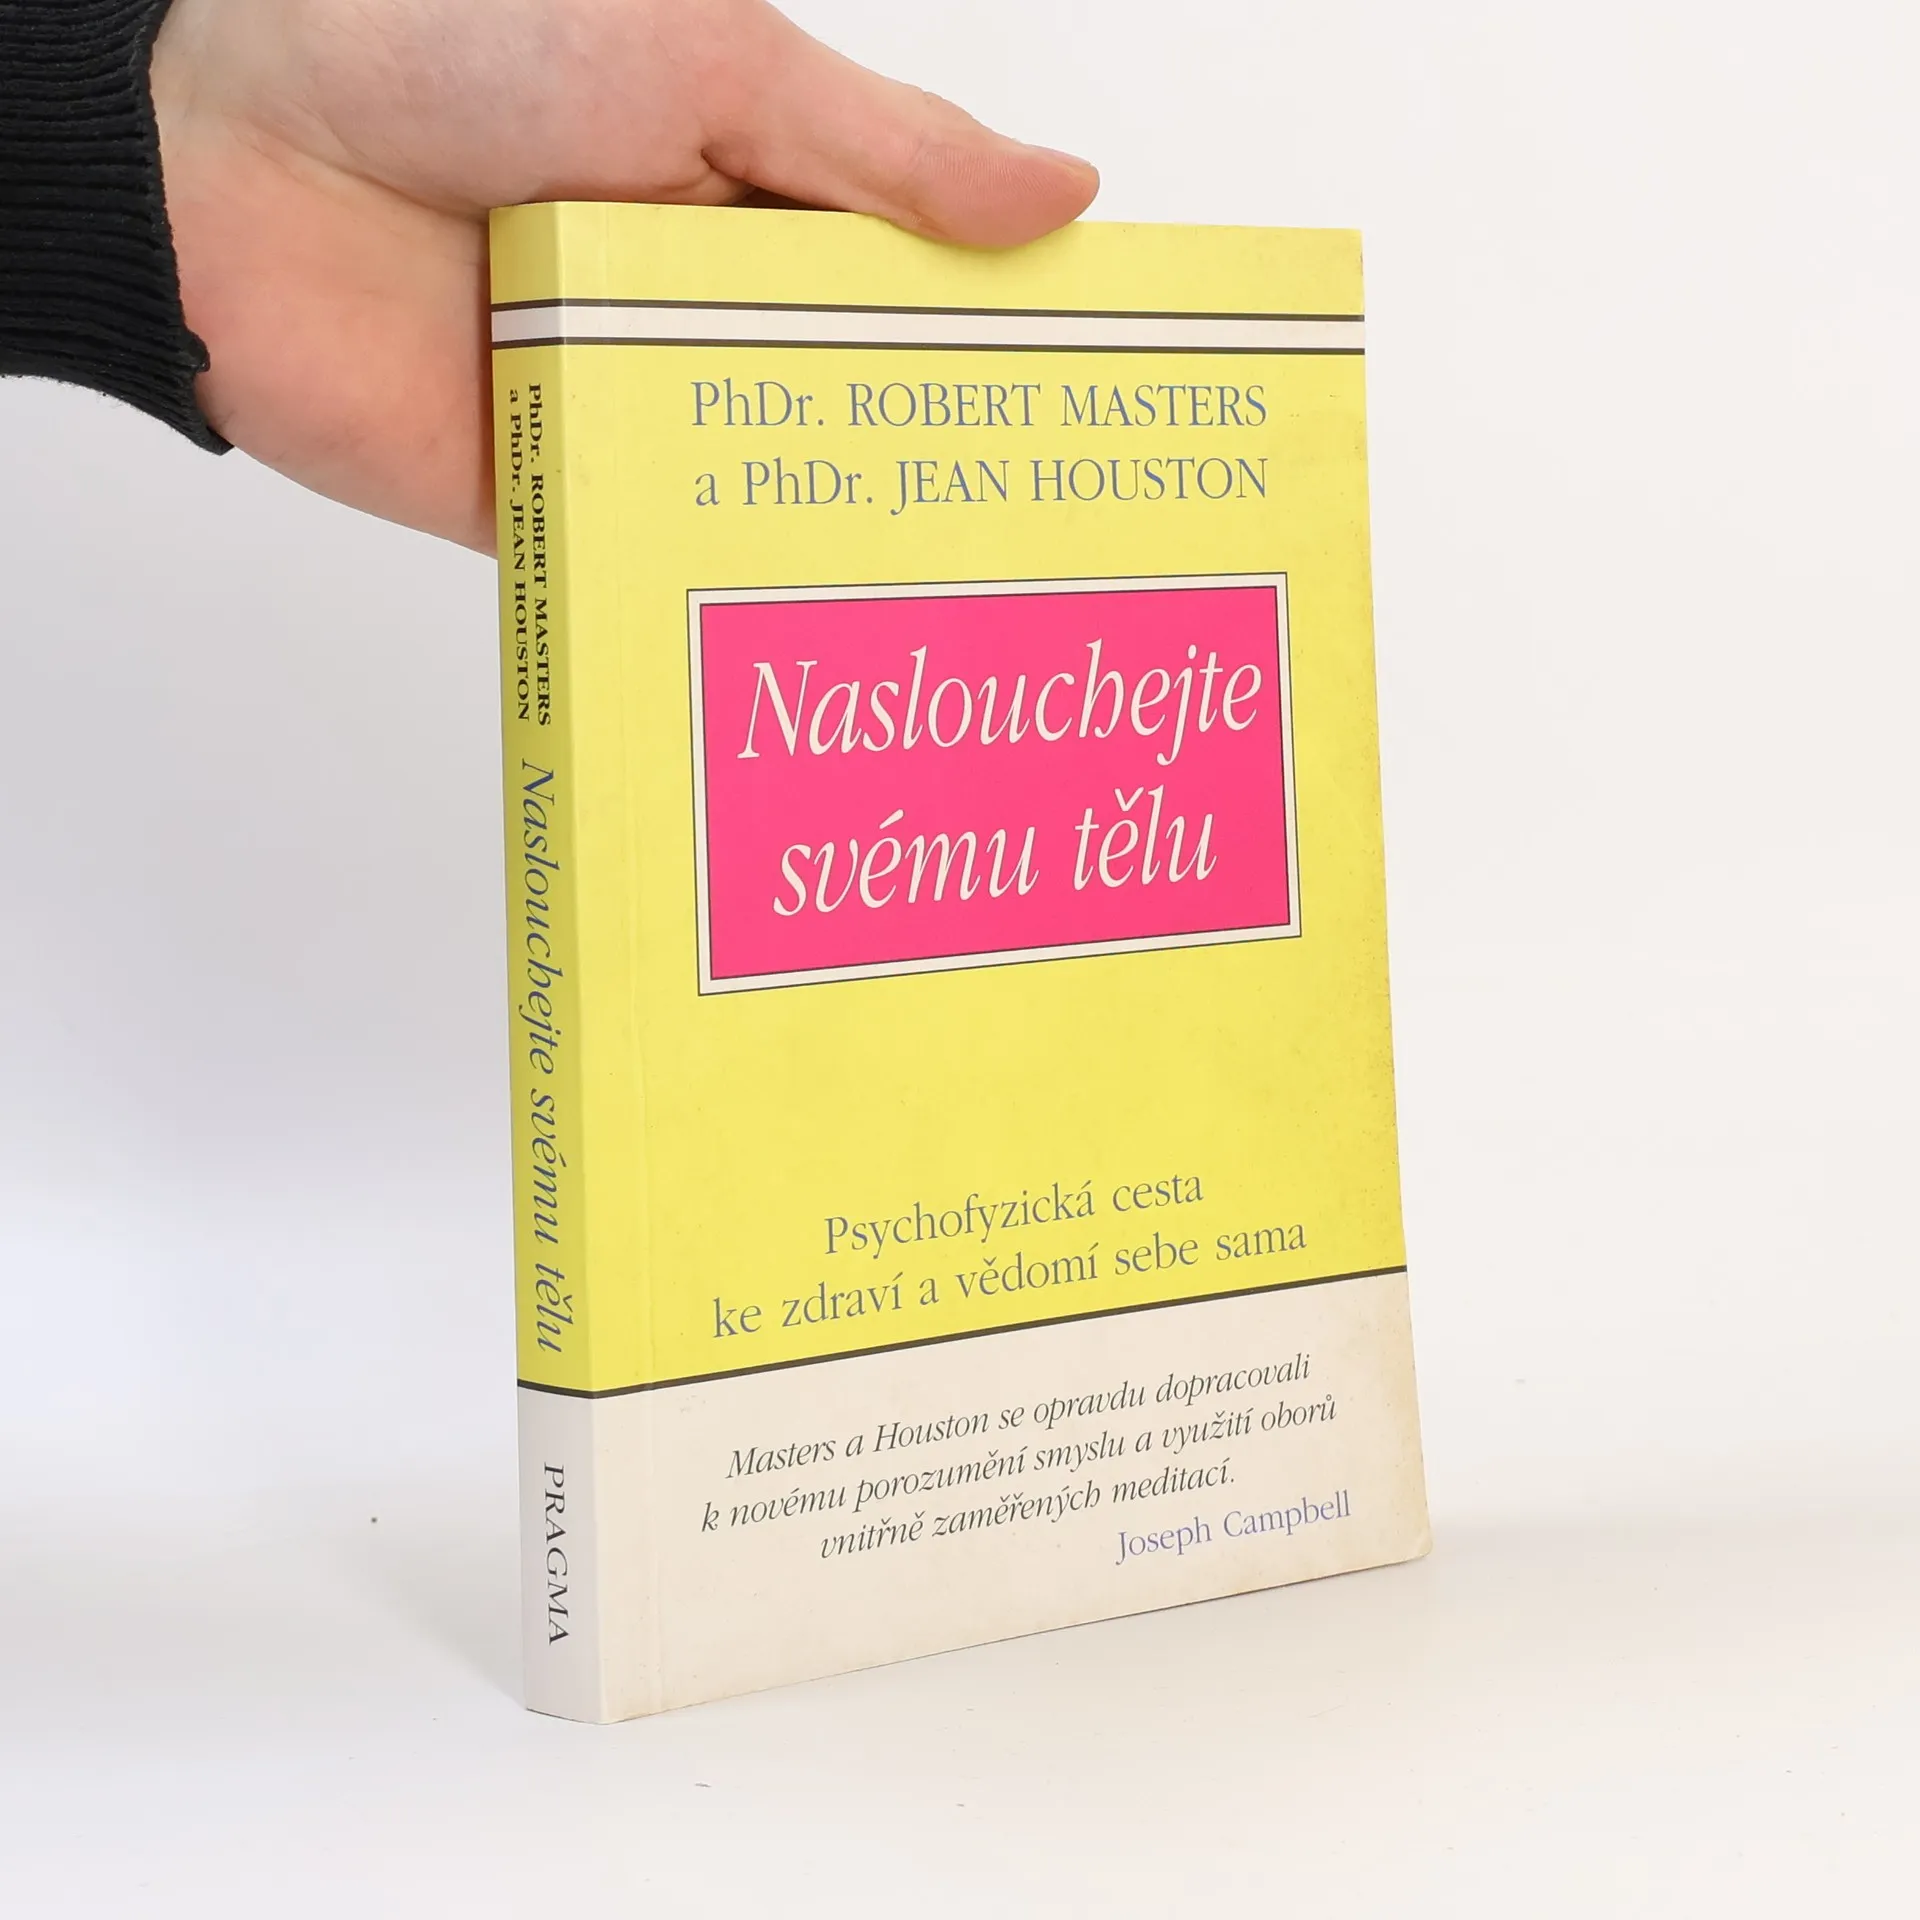 PhDr. ROBERT MASTERS
a PhDr. JEAN HOUSTON
Naslouchejte
svému tělu
Psychofyzická cesta
ke zdraví a vědomí sebe sama
Masters a Houston se opravdu dopracovali
k novému porozumění smyslu a využití oborů
vnitřně zaměřených meditací.
Joseph Campbell
PhDr. ROBERT MASTERS
a PhDr. JEAN HOUSTON
Naslouchejte svému tělu
PRAGMA